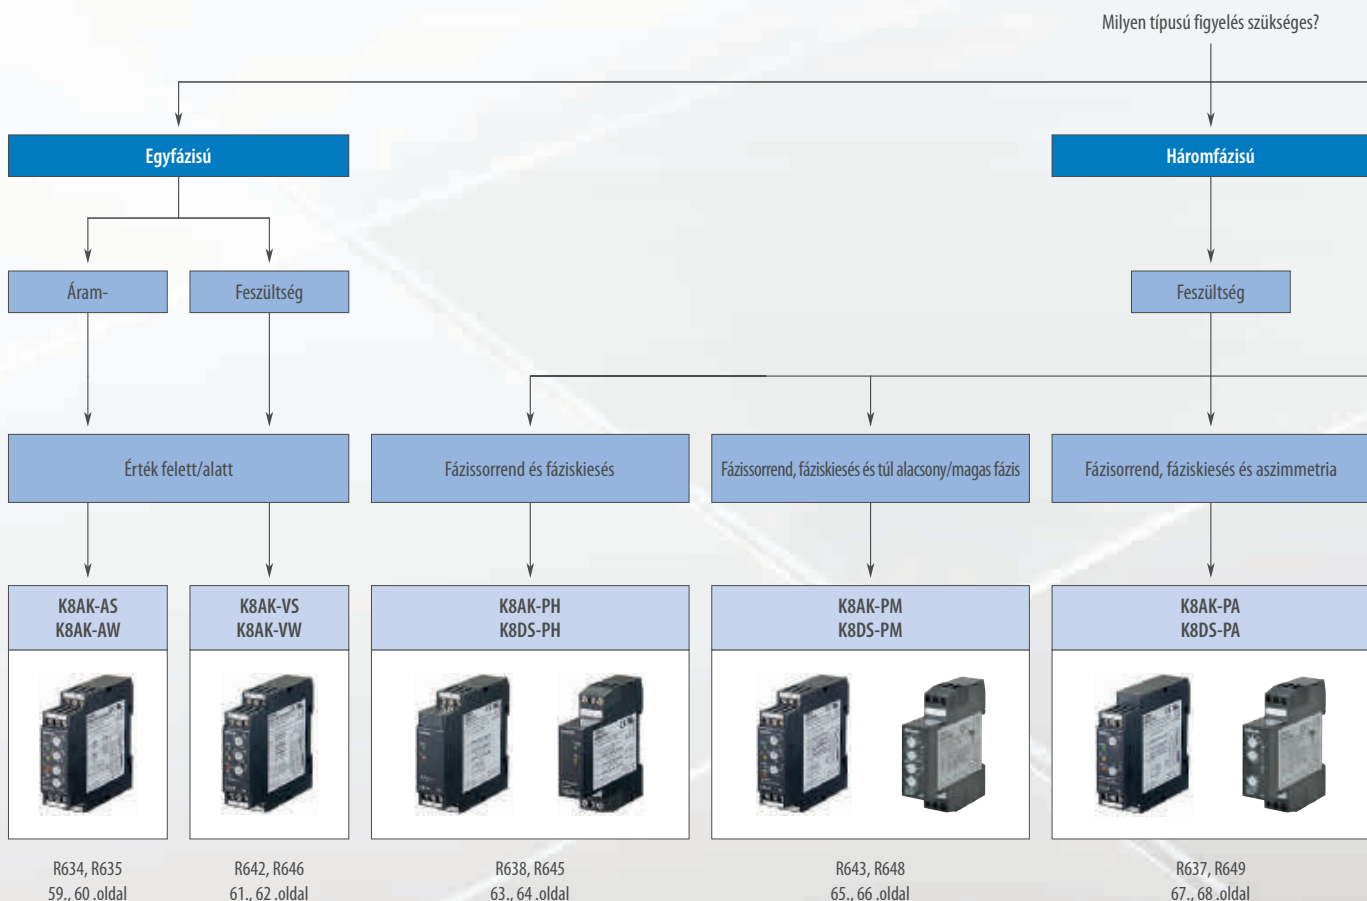 Milyen típusú figyelés szükséges?
Egyfázisú
Háromfázisú
Áram-
Feszültség
Feszültség
Érték felett/alatt
Fázissorrend és fáziskiesés
Fázissorrend, fáziskiesés és túl alacsony/magas fázis
Fázisorrend, fáziskiesés és aszimmetria
K8AK-AS
K8AK-AW
K8AK-VS
K8AK-VW
K8AK-PH
K8DS-PH
K8AK-PM
K8DS-PM
K8AK-PA
K8DS-PA
R634, R635
59., 60 .oldal
R642, R646
61., 62 .oldal
R638, R645
63., 64 .oldal
R643, R648
65., 66 .oldal
R637, R649
67., 68 .oldal